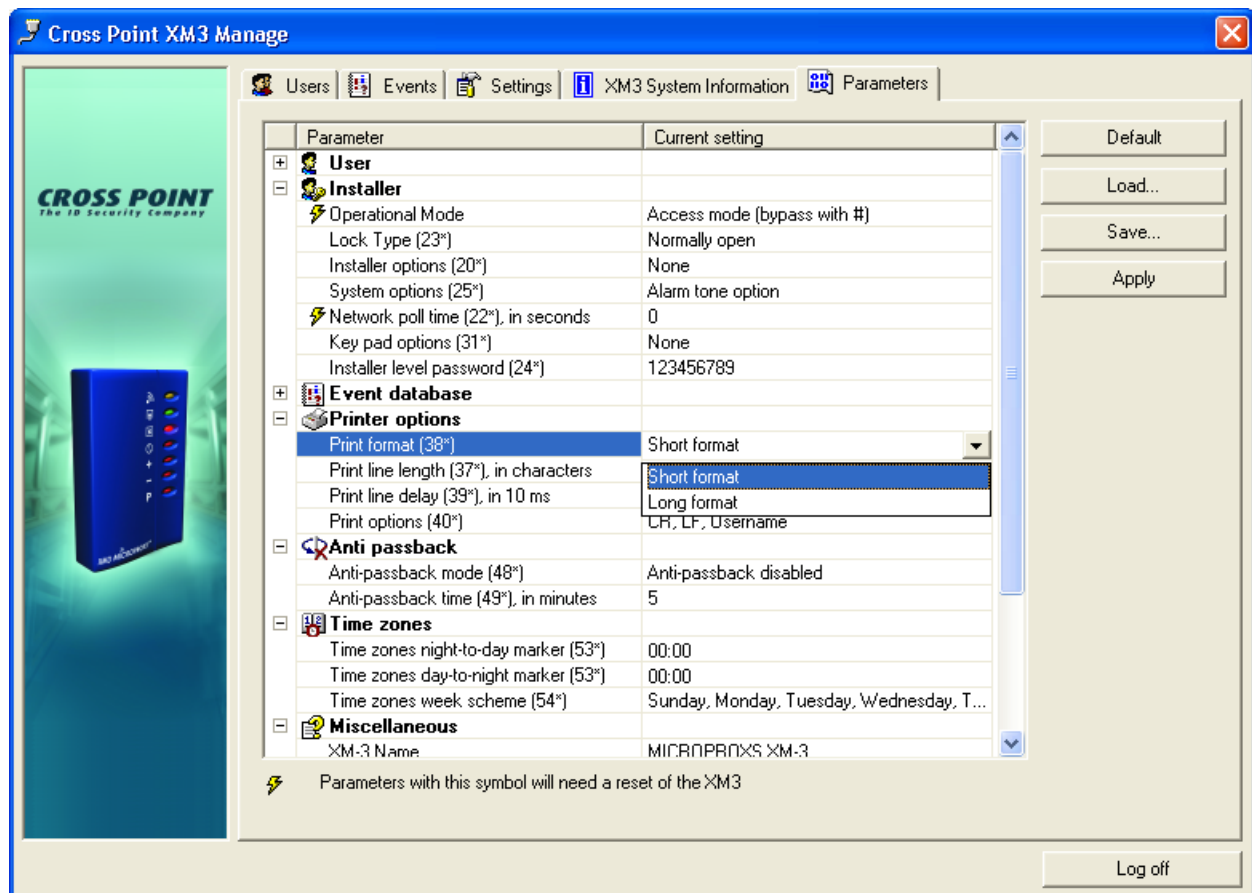 Cross Point XM3 Manage
Users Events Settings XM3 System Information Parameters
CROSS POINT
The ID Security Company
Parameter Current setting
User
Installer
Operational Mode Access mode (bypass with #)
Lock Type (23*) Normally open
Installer options (20*) None
System options (25*) Alarm tone option
Network poll time (22*), in seconds 0
Key pad options (31*) None
Installer level password (24*) 123456789
Event database
Printer options
Print format (38*) Short format
Print line length (37*), in characters Short format
Print line delay (39*), in 10 ms Long format
Print options (40*) CR, LF, Username
Anti passback
Anti-passback mode (48*) Anti-passback disabled
Anti-passback time (49*), in minutes 5
Time zones
Time zones night-to-day marker (53*) 00:00
Time zones day-to-night marker (53*) 00:00
Time zones week scheme (54*) Sunday, Monday, Tuesday, Wednesday, T...
Miscellaneous
XM-3 Name MICROPROXS XM-3
Parameters with this symbol will need a reset of the XM3
Default
Load...
Save...
Apply
Log off
P